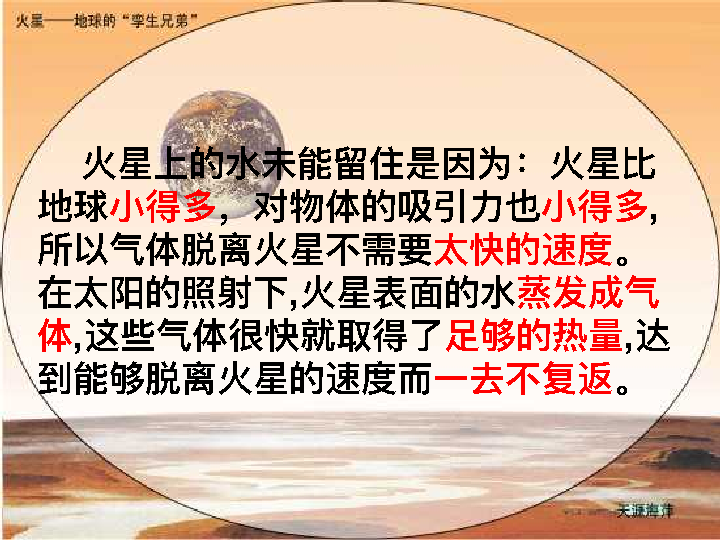 火星——地球的“孪生兄弟”
火星上的水未能留住是因为：火星比
地球小得多，对物体的吸引力也小得多,
所以气体脱离火星不需要太快的速度。
在太阳的照射下,火星表面的水蒸发成气
体,这些气体很快就取得了足够的热量,达
到能够脱离火星的速度而一去不复返。
天涯海洋